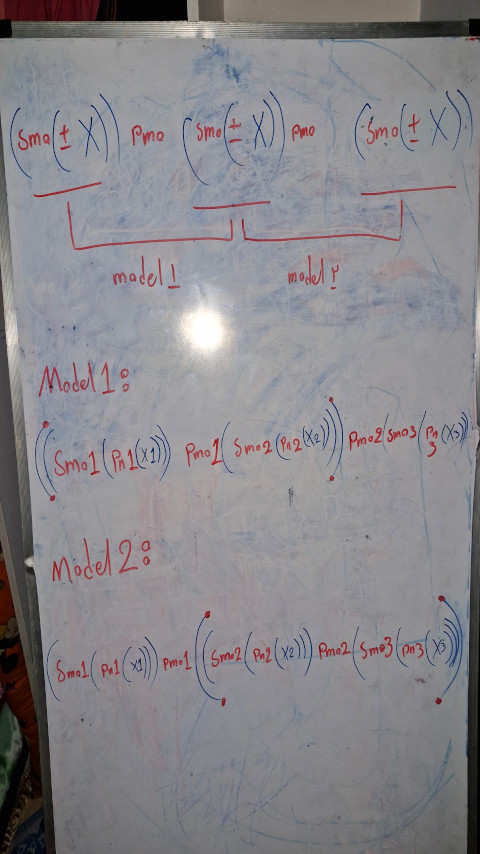 (Smo(± X)) Pmo (Smo(± X)) Pmo (Smo(± X))
model 1 model ۲
Model 1:
((Smo1(Pn1(X1)) Pmo1(Smo2(Pn2(X2))) Pmo2(Smo3(Pn3(X3))
Model 2:
(Smo1(Pn1(X1)) Pmo1((Smo2(Pn2(X2))) Pmo2(Smo3(Pn3(X3))))